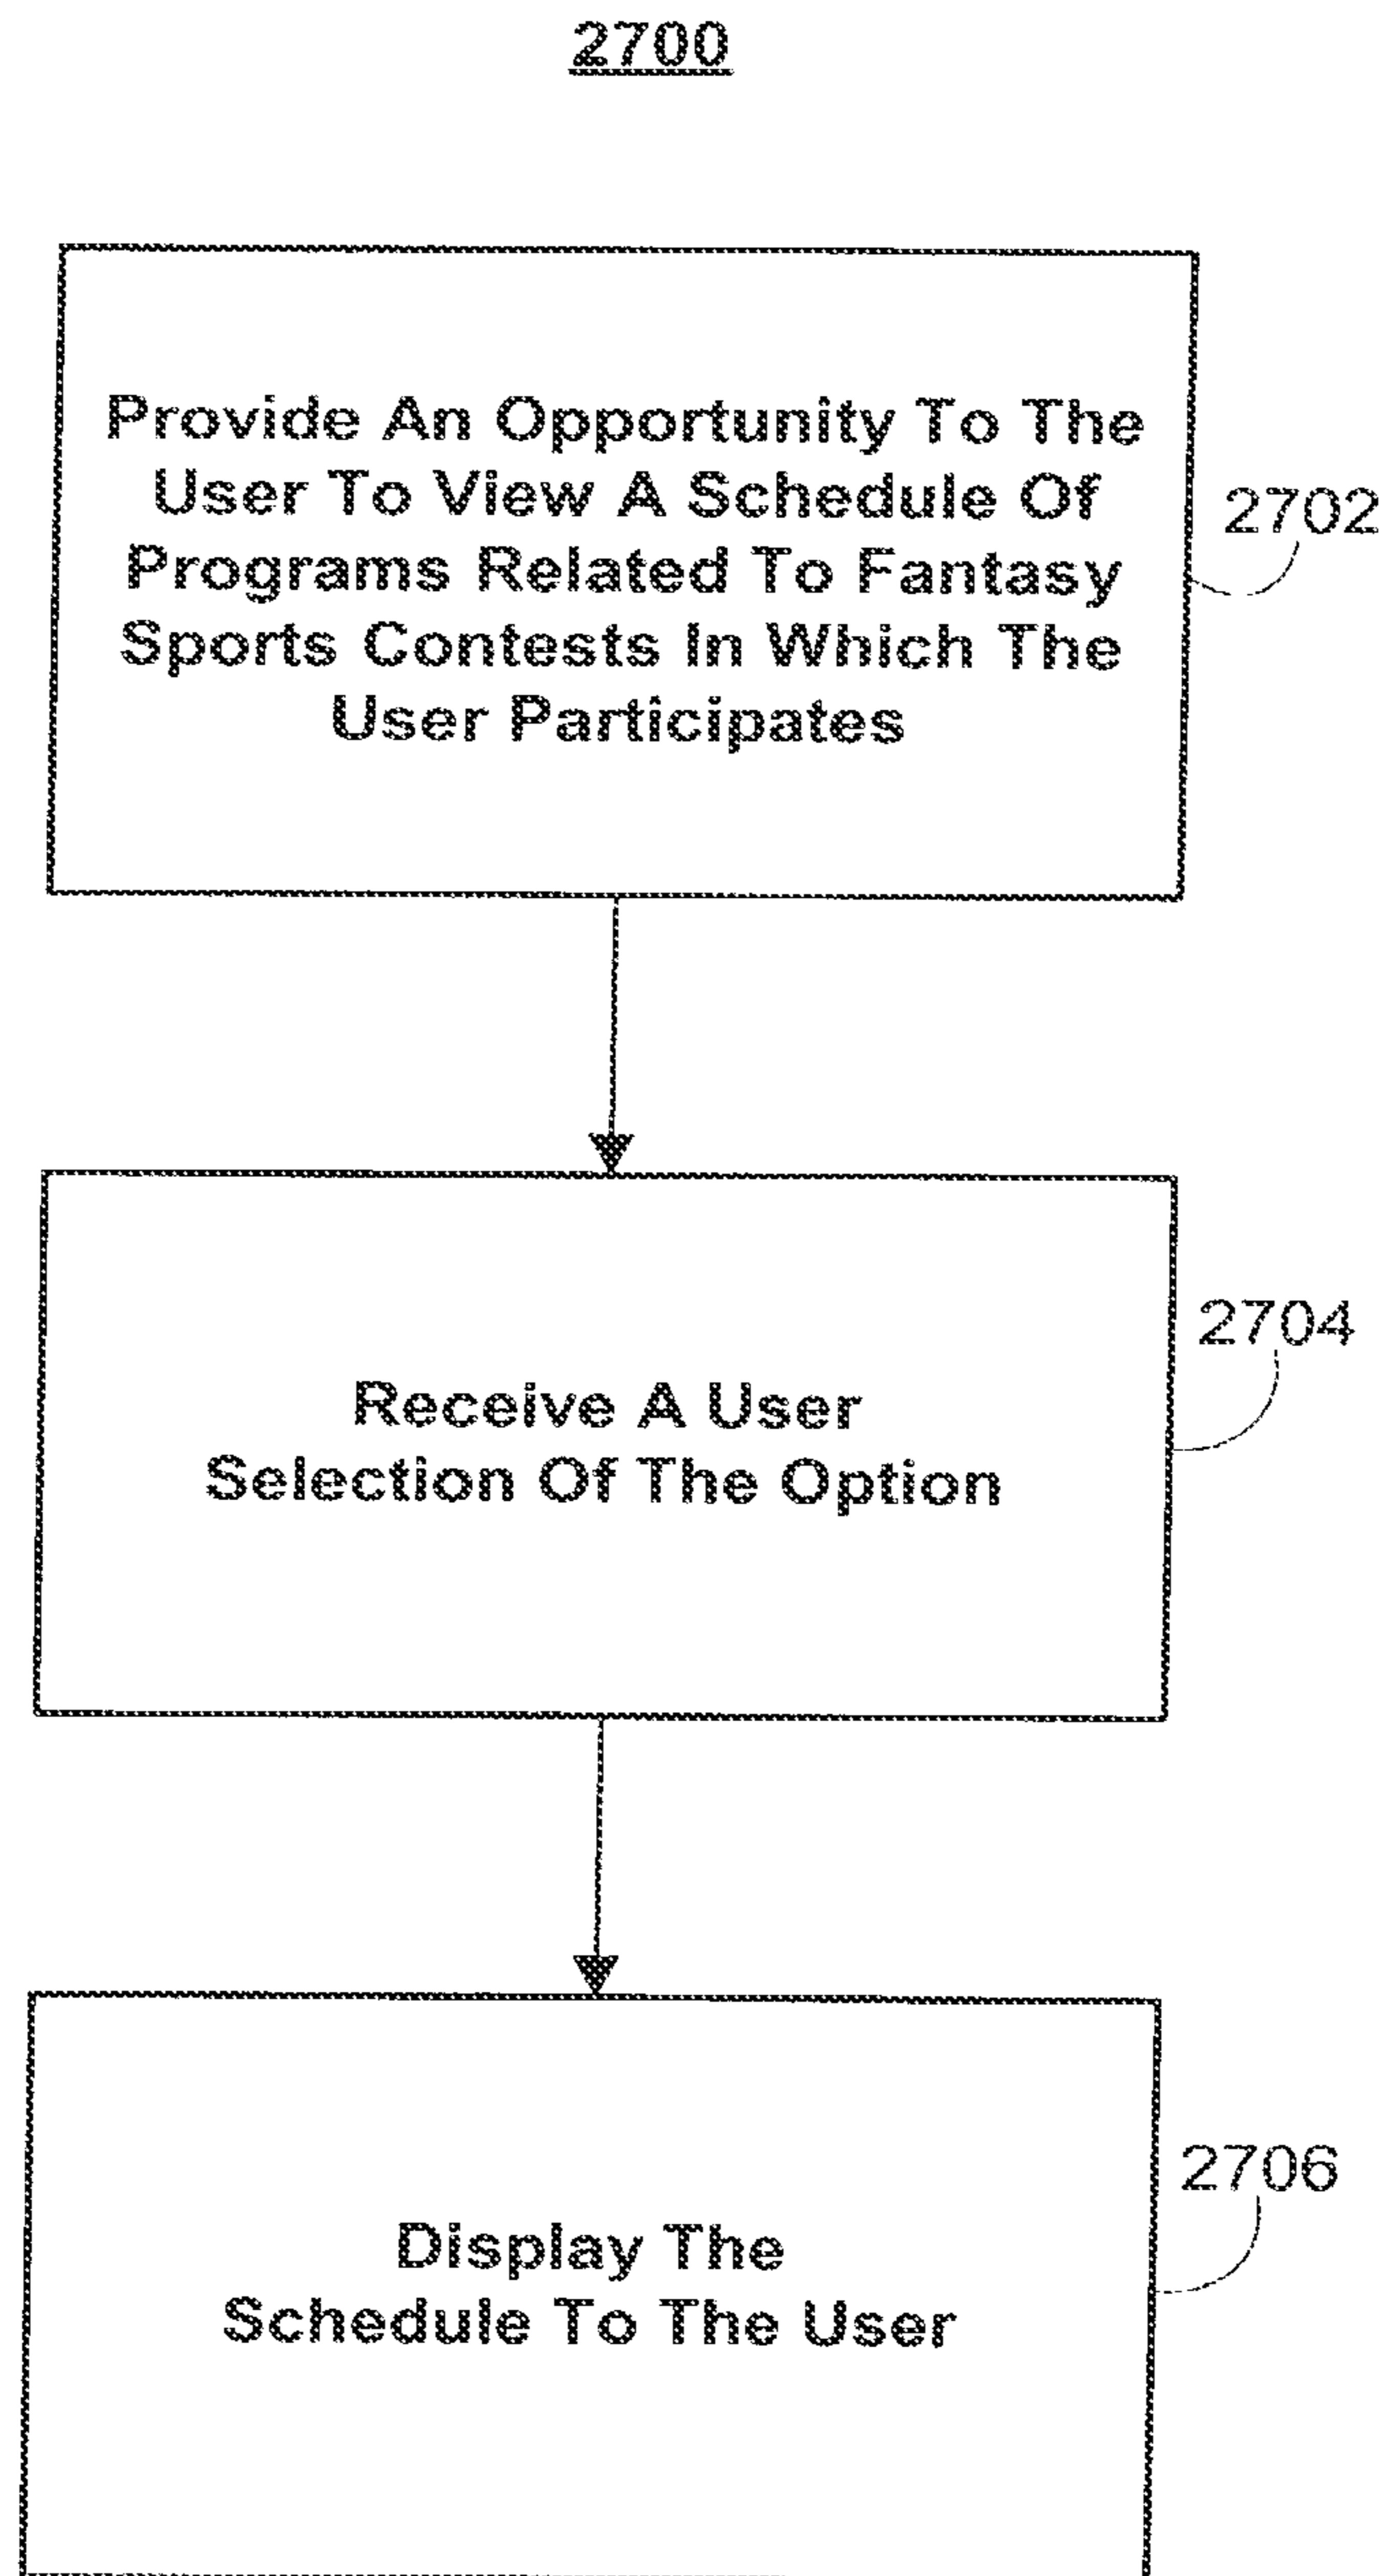 2700
Provide An Opportunity To The
User To View A Schedule Of
Programs Related To Fantasy
Sports Contests In Which The
User Participates
2702
Receive A User
Selection Of The Option
2704
Display The
Schedule To The User
2706